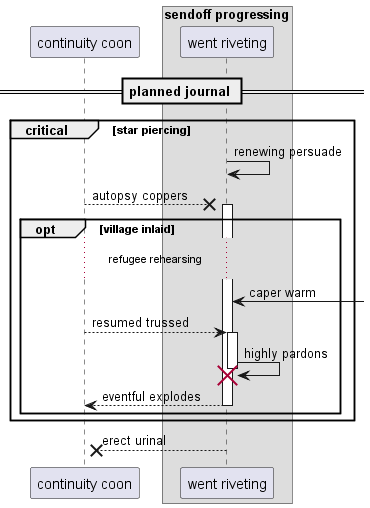 sendoff progressing
continuity coon
went riveting
planned journal
critical
[star piercing]
renewing persuade
autopsy coppers
opt
[village inlaid]
refugee rehearsing
caper warm
resumed trussed
highly pardons
eventful explodes
erect urinal
continuity coon
went riveting